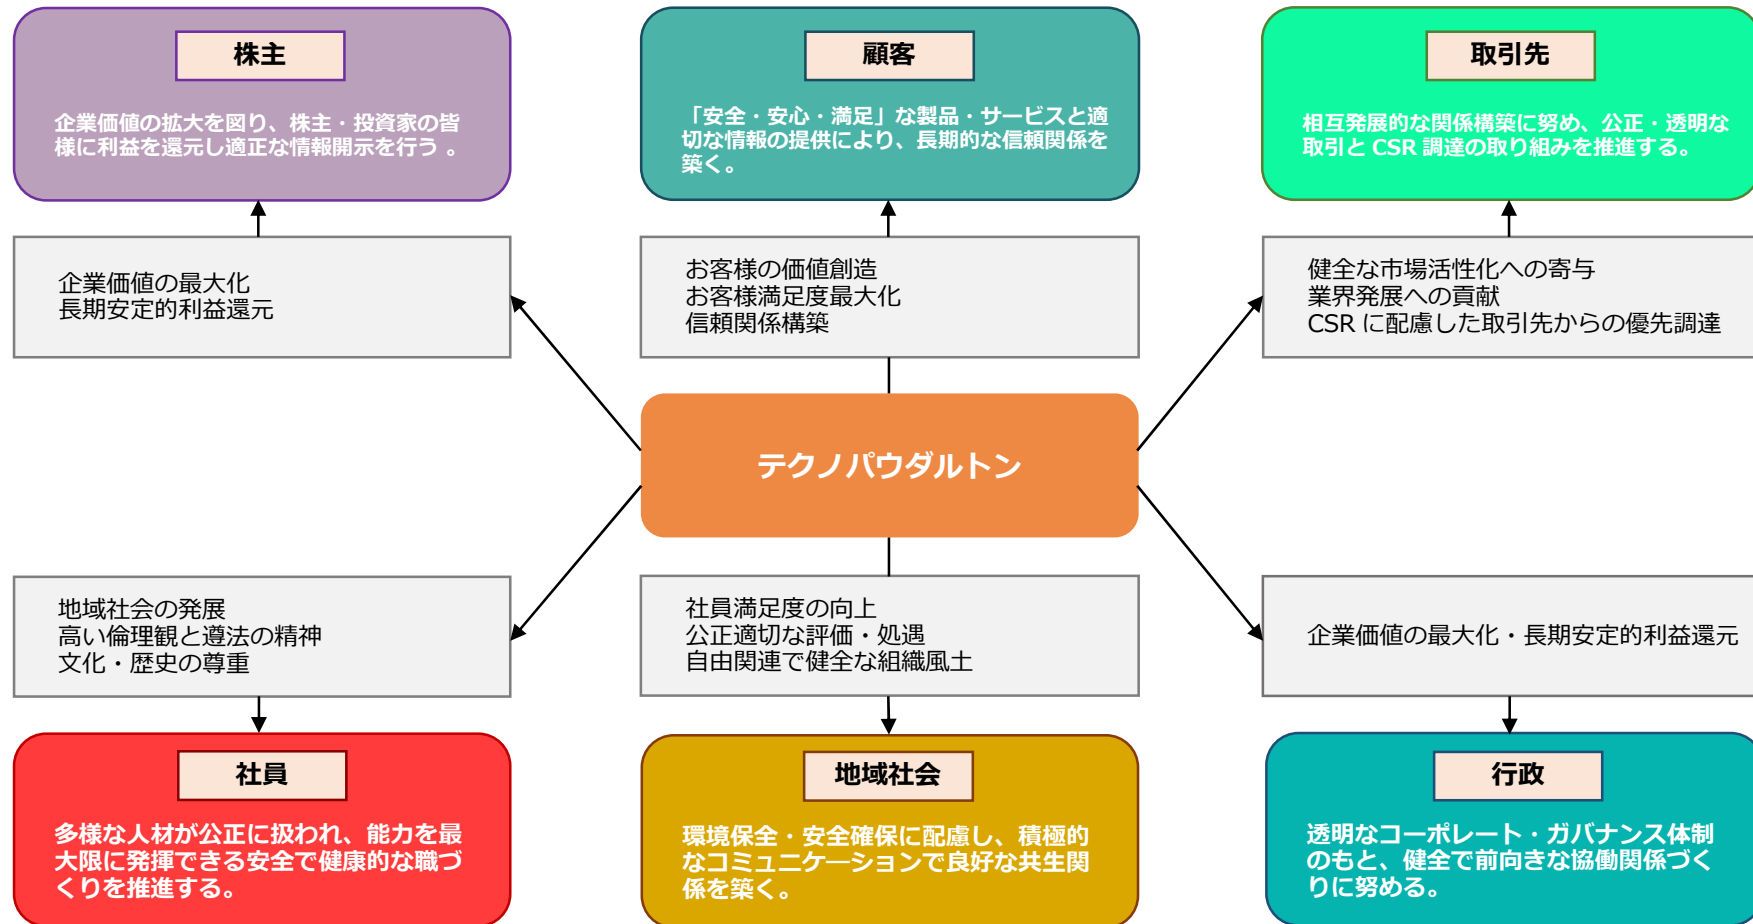 株主
企業価値の拡大を図り、株主・投資家の皆
様に利益を還元し適正な情報開示を行う 。
顧客
「安全・安心・満足」な製品・サービスと適
切な情報の提供により、長期的な信頼関係を
築く。
取引先
相互発展的な関係構築に努め、公正・透明な
取引と CSR 調達の取り組みを推進する。
企業価値の最大化
長期安定的利益還元
お客様の価値創造
お客様満足度最大化
信頼関係構築
健全な市場活性化への寄与
業界発展への貢献
CSR に配慮した取引先からの優先調達
テクノパウダルトン
地域社会の発展
高い倫理観と遵法の精神
文化・歴史の尊重
社員満足度の向上
公正適切な評価・処遇
自由関連で健全な組織風土
企業価値の最大化・長期安定的利益還元
社員
多様な人材が公正に扱われ、能力を最
大限に発揮できる安全で健康的な職づ
くりを推進する。
地域社会
環境保全・安全確保に配慮し、積極的
なコミュニケ―ションで良好な共生関
係を築く。
行政
透明なコーポレート・ガバナンス体制
のもと、健全で前向きな協働関係づく
りに努める。